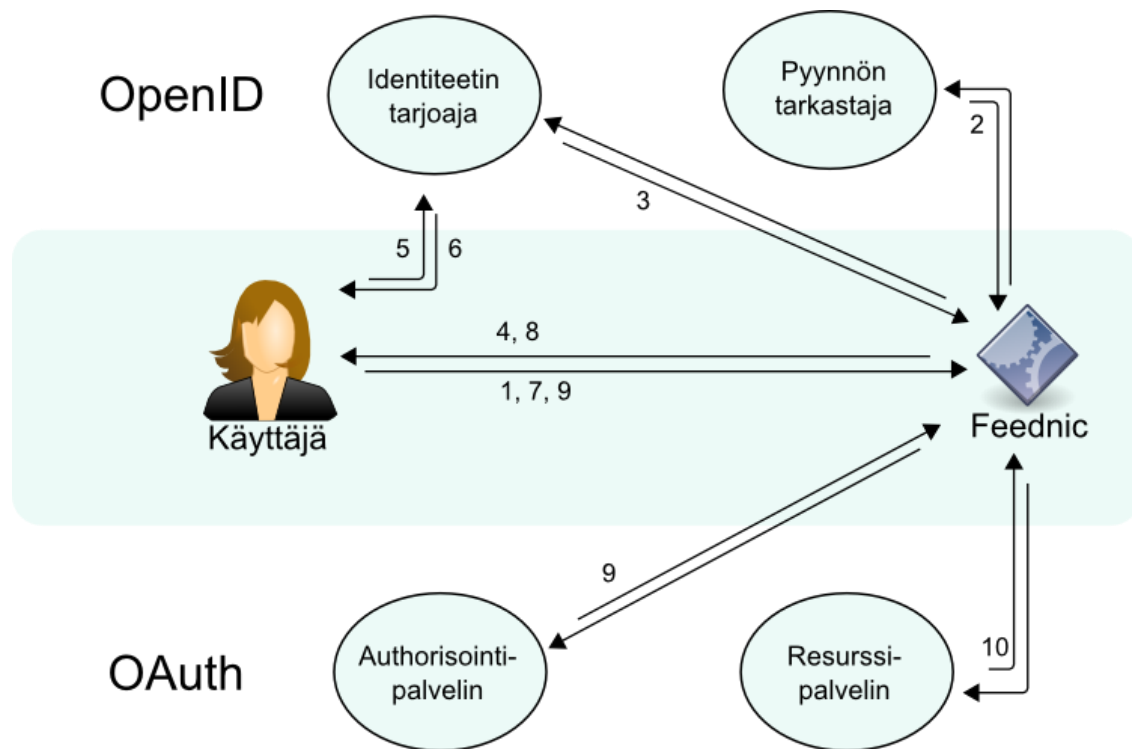 OpenID
Identiteetin
tarjoaja
Pyynnön
tarkastaja
2
3
5
6
4, 8
1, 7, 9
Käyttäjä
Feednic
9
10
OAuth
Authorisointi-
palvelin
Resurssi-
palvelin